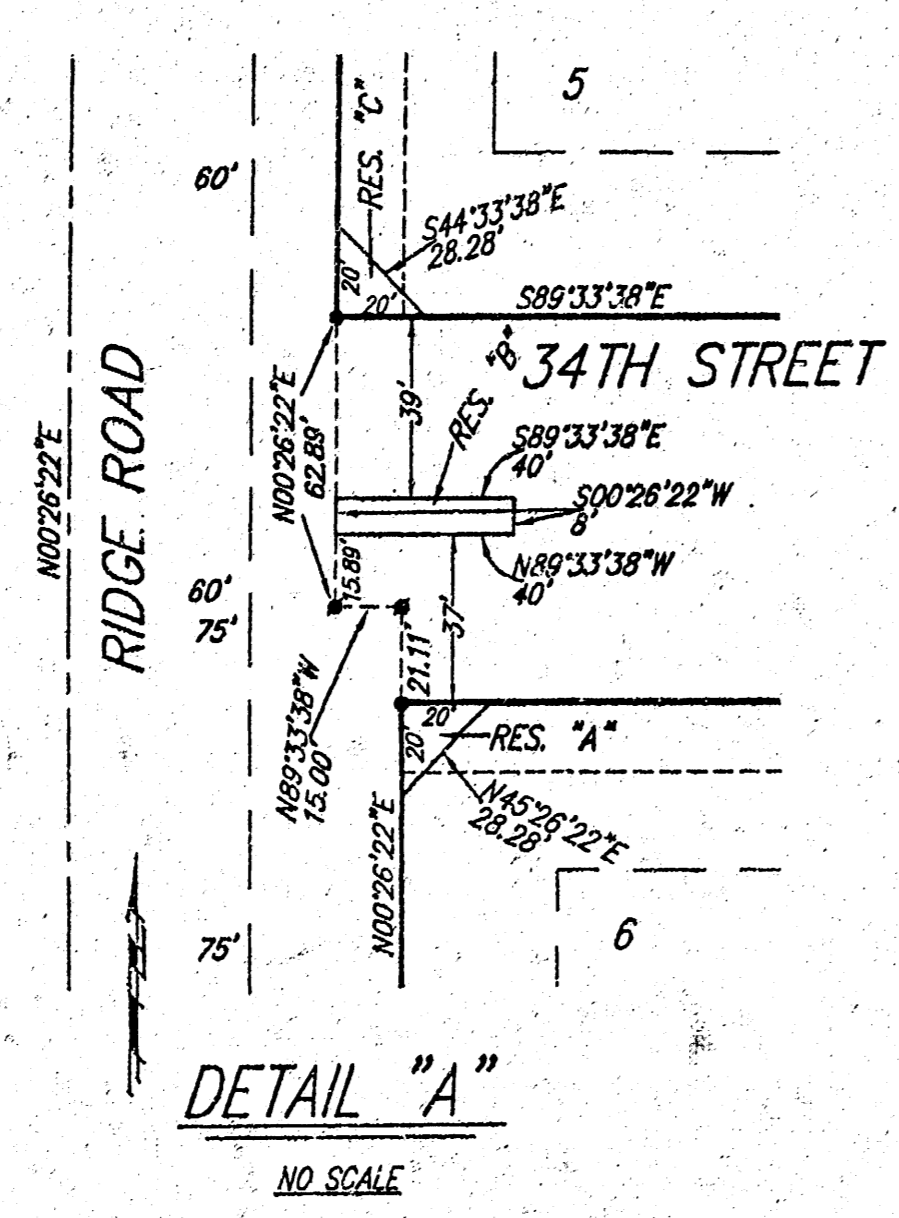 5
RES. "C"
60'
S44°33'38"E
28.28'
20'
20'
S89°33'38"E
34TH STREET
RES. "B"
39'
N00°26'22"E
62.89'
N00°26'22"E
RIDGE ROAD
S89°33'38"E
40'
S00°26'22"W
8'
N89°33'38"W
40'
15.89'
60'
75'
37'
21.11'
N89°33'38"W
15.00'
20'
20'
RES. "A"
N45°26'22"E
28.28'
N00°26'22"E
75'
6
DETAIL "A"
NO SCALE